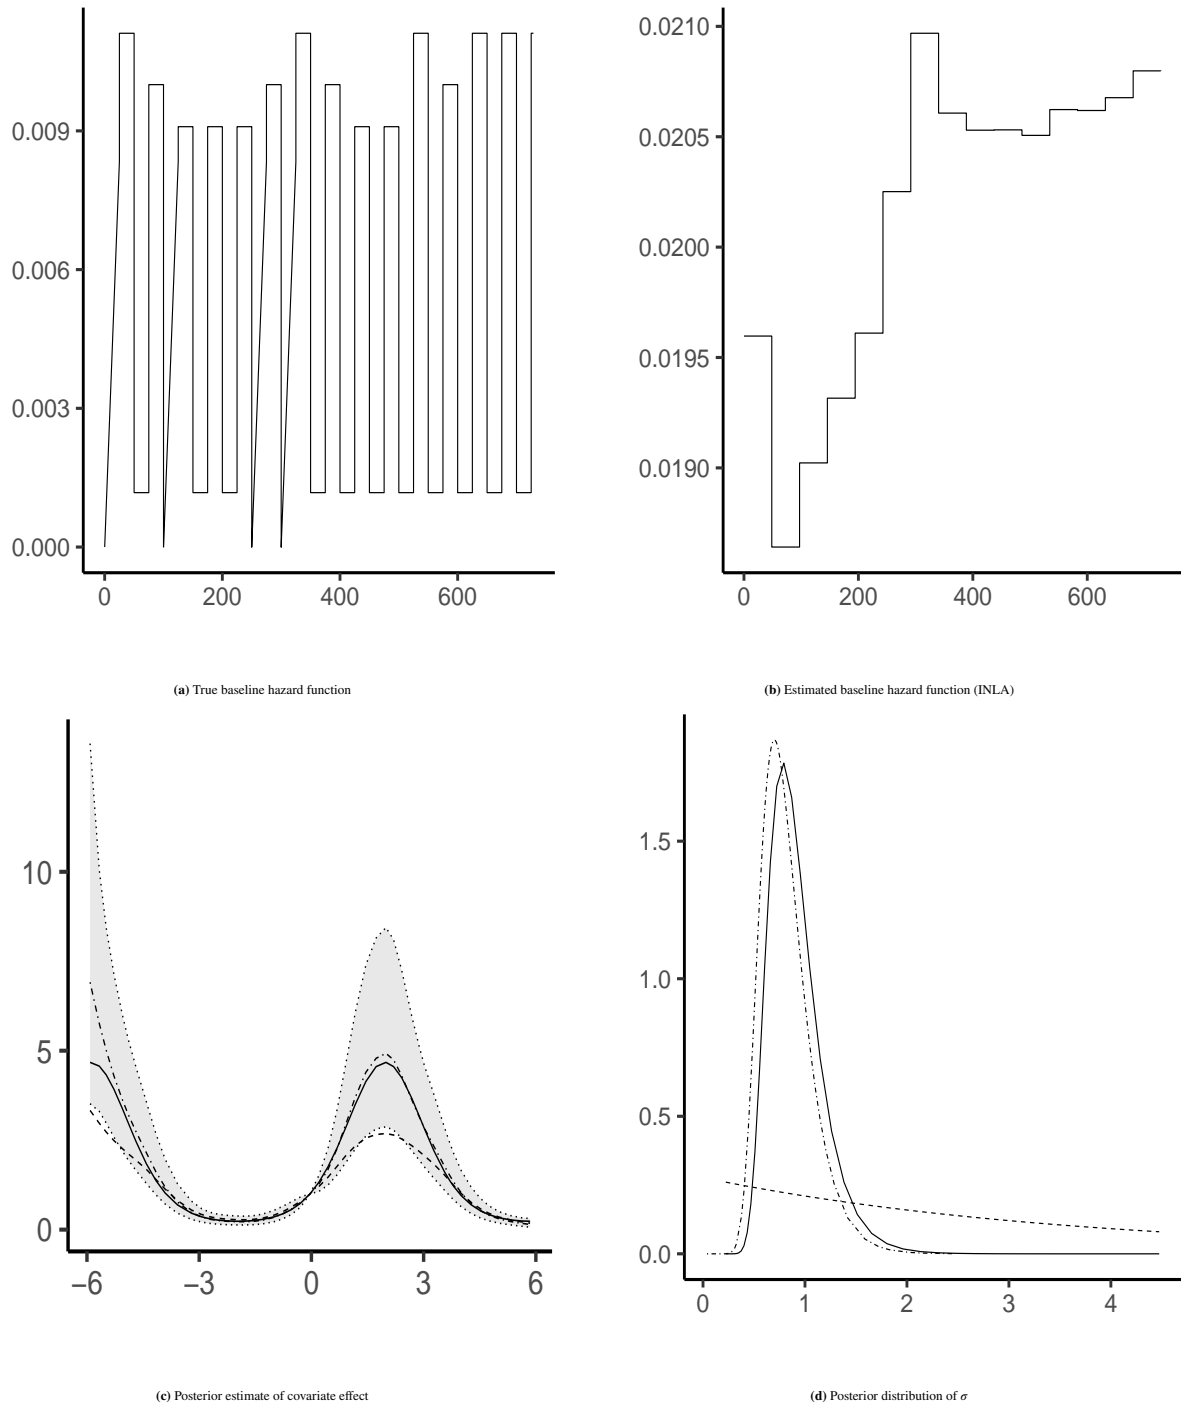 0.009
0.006
0.003
0.000
0 200 400 600
0.0210
0.0205
0.0200
0.0195
0.0190
0 200 400 600
(a) True baseline hazard function
(b) Estimated baseline hazard function (INLA)
10
5
0
−6 −3 0 3 6
1.5
1.0
0.5
0.0
0 1 2 3 4
(c) Posterior estimate of covariate effect
(d) Posterior distribution of σ